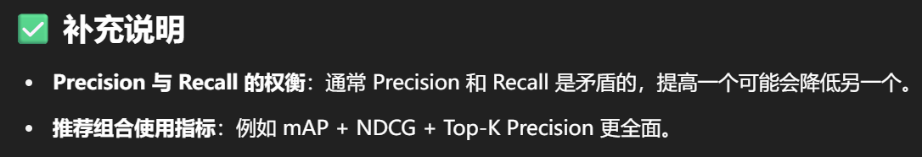 ✅ 补充说明
• Precision 与 Recall 的权衡：通常 Precision 和 Recall 是矛盾的，提高一个可能会降低另一个。
• 推荐组合使用指标：例如 mAP + NDCG + Top-K Precision 更全面。